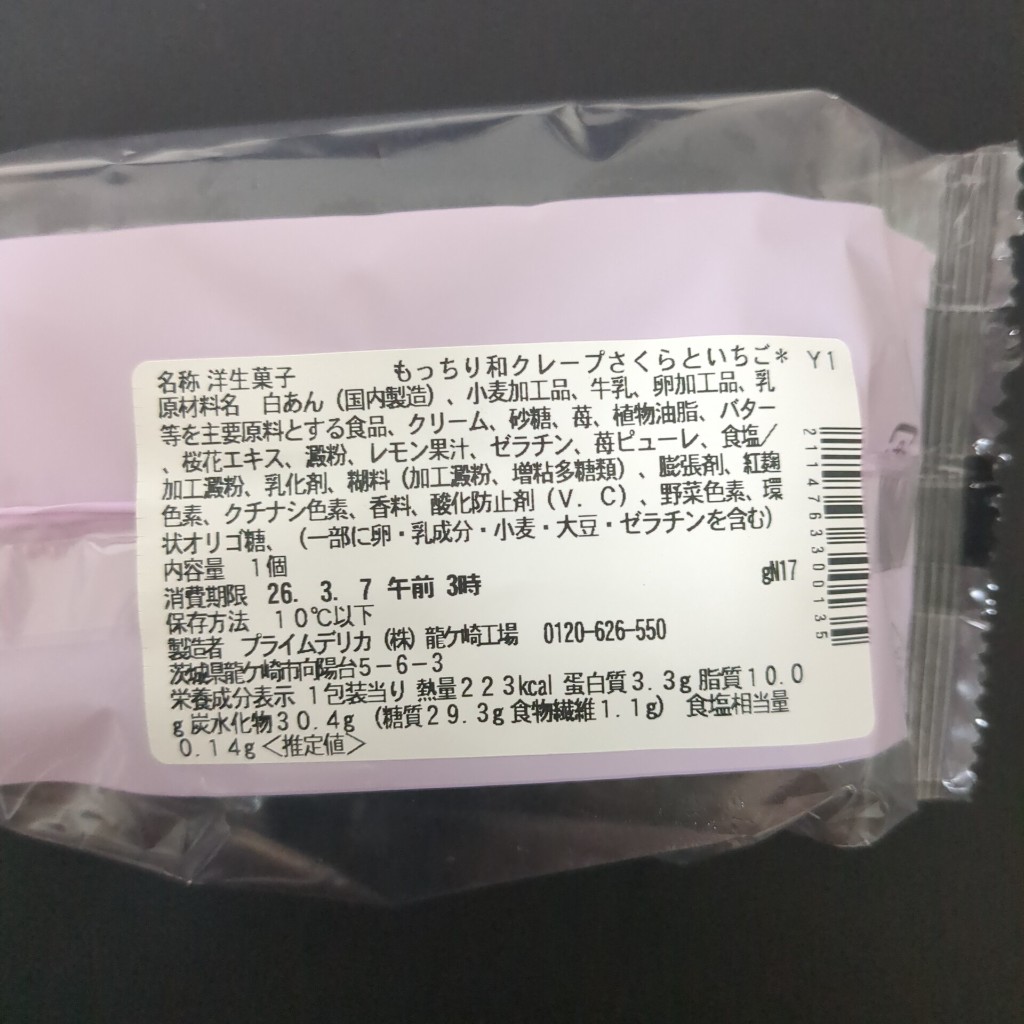 もっちり和クレープさくらといちご* Y1
名称 洋生菓子
原材料名 白あん(国内製造)、小麦加工品、牛乳、卵加工品、乳
等を主要原料とする食品、クリーム、砂糖、苺、植物油脂、バター
、桜花エキス、澱粉、レモン果汁、ゼラチン、苺ピューレ、食塩/
加工澱粉、乳化剤、糊料(加工澱粉、増粘多糖類)、膨張剤、紅麹
色素、クチナシ色素、香料、酸化防止剤(V.C)、野菜色素、環
状オリゴ糖、(一部に卵・乳成分・小麦・大豆・ゼラチンを含む)
内容量 1個
gN17
消費期限 26. 3. 7 午前 3時
保存方法 10℃以下
製造者 プライムデリカ(株)龍ケ崎工場 0120-626-550
茨城県龍ケ崎市向陽台5-6-3
栄養成分表示 1包装当り 熱量223kcal 蛋白質3.3g 脂質10.0
g 炭水化物30.4g (糖質29.3g 食物繊維1.1g) 食塩相当量
0.14g<推定値>
2114763300135